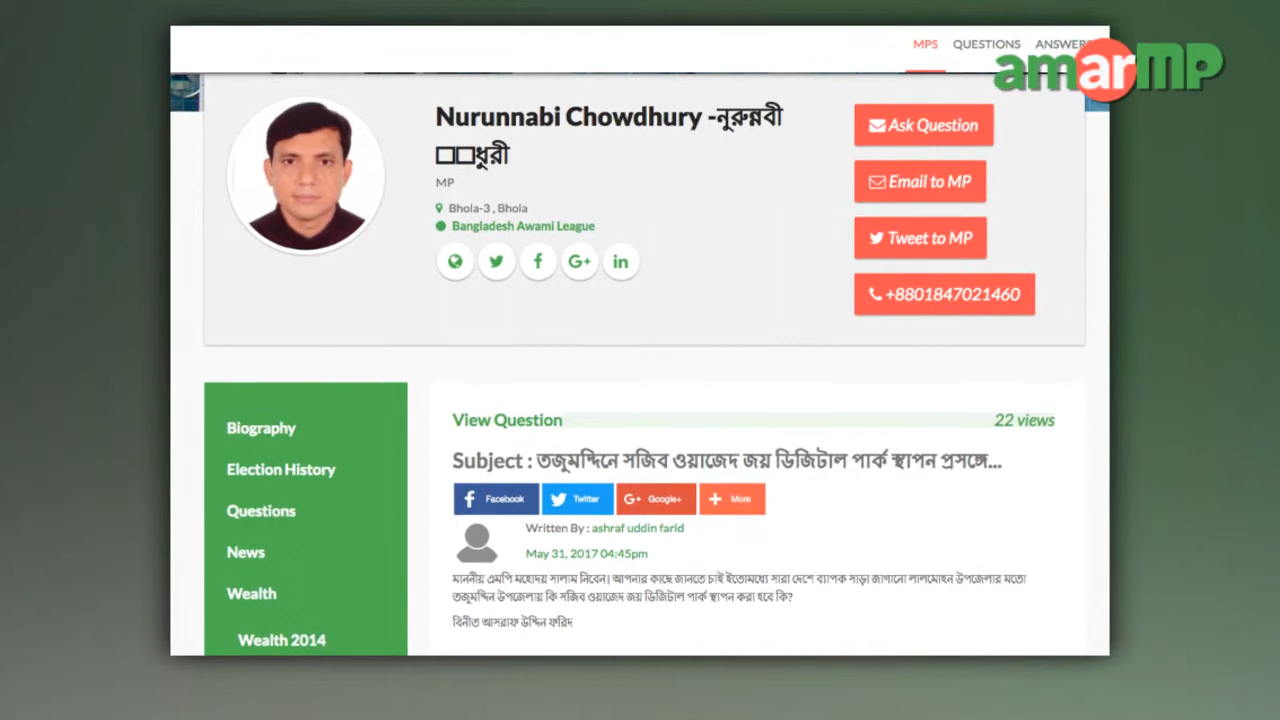 MPS QUESTIONS ANSWERS
amarMP
Nurunnabi Chowdhury -নুরুন্নবী
□□ধুরী
MP
Bhola-3 , Bhola
Bangladesh Awami League
G+ in
Ask Question
Email to MP
Tweet to MP
+8801847021460
Biography
Election History
Questions
News
Wealth
Wealth 2014
View Question 22 views
Subject : তজুমদ্দিনে সজিব ওয়াজেদ জয় ডিজিটাল পার্ক স্থাপন প্রসঙ্গে...
Facebook Twitter G+ Google+ More
Written By : ashraf uddin farid
May 31, 2017 04:45pm
মাননীয় এমপি মহোদয় সালাম নিবেন। আপনার কাছে জানতে চাই ইতোমধ্যে সারা দেশে ব্যাপক সাড়া জাগানো লালমোহন উপজেলার মতো
তজুমদ্দিন উপজেলায় কি সজিব ওয়াজেদ জয় ডিজিটাল পার্ক স্থাপন করা হবে কি?
বিনীত আসরাফ উদ্দিন ফরিদ